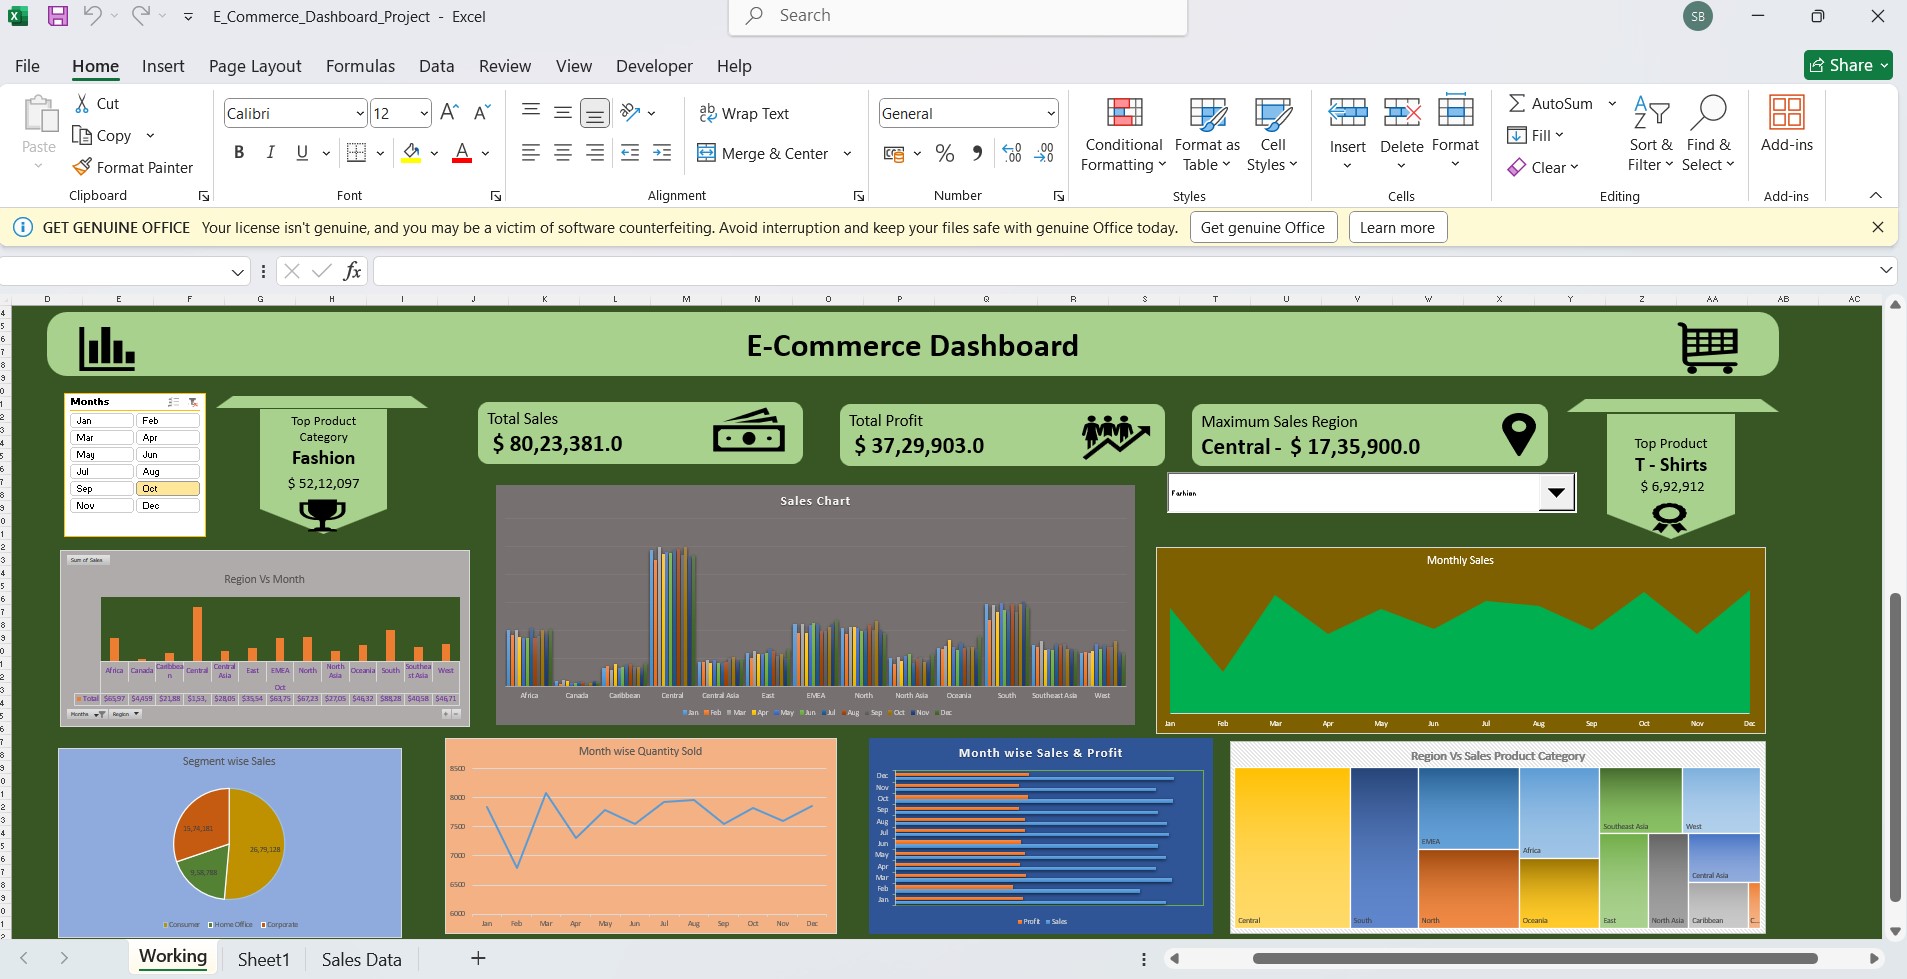 E_Commerce_Dashboard_Project - Excel
Search
SB
File Home Insert Page Layout Formulas Data Review View Developer Help
Share
Paste
Cut
Copy
Format Painter
Clipboard
Calibri 12
B I U
Font
Wrap Text
Merge & Center
Alignment
General
Number
Conditional Formatting
Format as Table
Cell Styles
Styles
Insert
Delete
Format
Cells
AutoSum
Fill
Clear
Sort & Filter
Find & Select
Editing
Add-ins
Add-ins
GET GENUINE OFFICE Your license isn't genuine, and you may be a victim of software counterfeiting. Avoid interruption and keep your files safe with genuine Office today. Get genuine Office Learn more
fx
D E F G H I J K L M N O P Q R S T U V W X Y Z AA AB AC
E-Commerce Dashboard
Months
Jan Feb
Mar Apr
May Jun
Jul Aug
Sep Oct
Nov Dec
Top Product
Category
Fashion
$ 52,12,097
Total Sales
$ 80,23,381.0
Total Profit
$ 37,29,903.0
Maximum Sales Region
Central - $ 17,35,900.0
Top Product
T - Shirts
$ 6,92,912
Fashion
Sum of Sales
Region Vs Month
Africa Canada Caribbean Central Central Asia East EMEA North North Asia Oceania South Southeast Asia West
Oct
Total $65,97 $4,459 $21,88 $1,53, $28,05 $35,54 $63,75 $67,23 $27,05 $46,32 $88,28 $40,58 $46,71
Months Region
Sales Chart
Africa Canada Caribbean Central Central Asia East EMEA North North Asia Oceania South Southeast Asia West
Jan Feb Mar Apr May Jun Jul Aug Sep Oct Nov Dec
Monthly Sales
Jan Feb Mar Apr May Jun Jul Aug Sep Oct Nov Dec
Segment wise Sales
26,79,128
Consumer Home Office Corporate
Month wise Quantity Sold
8500
8000
7500
7000
6500
6000
Jan Feb Mar Apr May Jun Jul Aug Sep Oct Nov Dec
Month wise Sales & Profit
Dec
Nov
Oct
Sep
Aug
Jul
Jun
May
Apr
Mar
Feb
Jan
Profit Sales
Region Vs Sales Product Category
Central
South
EMEA
North
Africa
Oceania
Southeast Asia
West
East
North Asia
Central Asia
Caribbean
C...
Working Sheet1 Sales Data